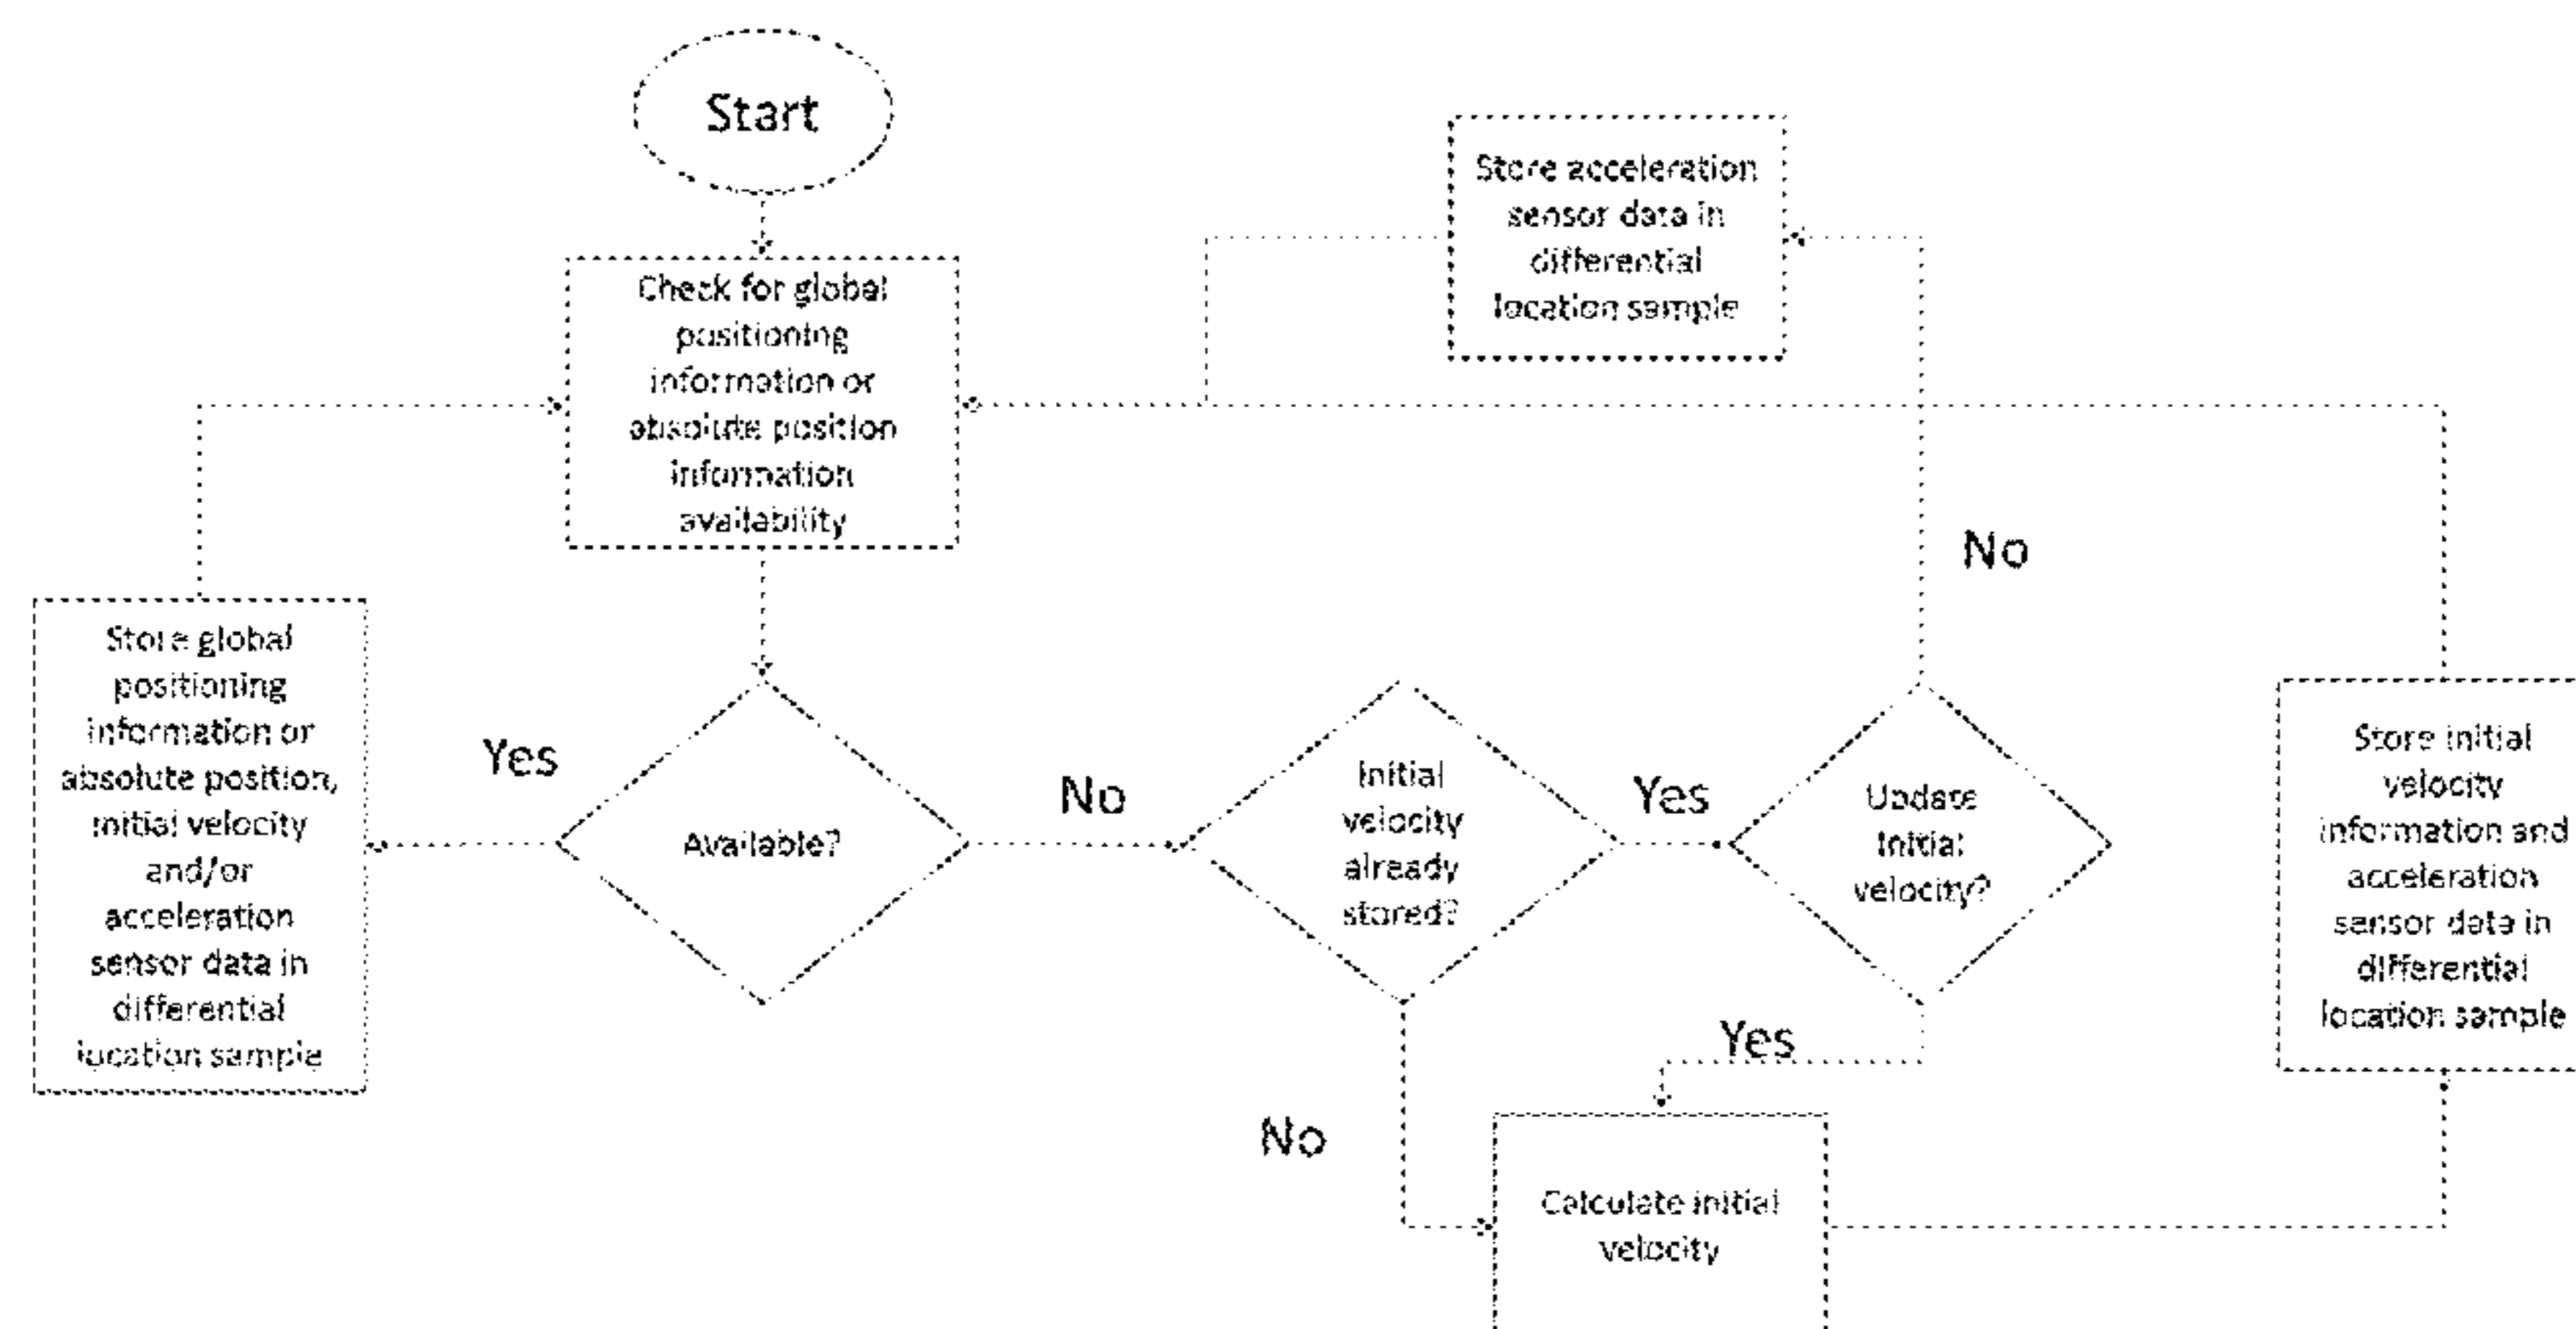 Start
Store acceleration
sensor data in
differential
location sample
Check for global
positioning
information or
absolute position
information
availability
No
Store global
positioning
information or
absolute position,
initial velocity
and/or
acceleration
sensor data in
differential
location sample
Yes
Available?
No
Initial
velocity
already
stored?
Yes
Update
initial
velocity?
Store initial
velocity
information and
acceleration
sensor data in
differential
location sample
Yes
No
Calculate initial
velocity